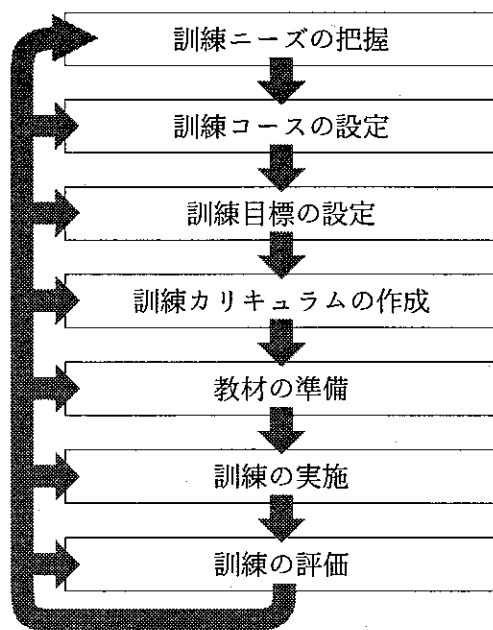 訓練ニーズの把握
訓練コースの設定
訓練目標の設定
訓練カリキュラムの作成
教材の準備
訓練の実施
訓練の評価